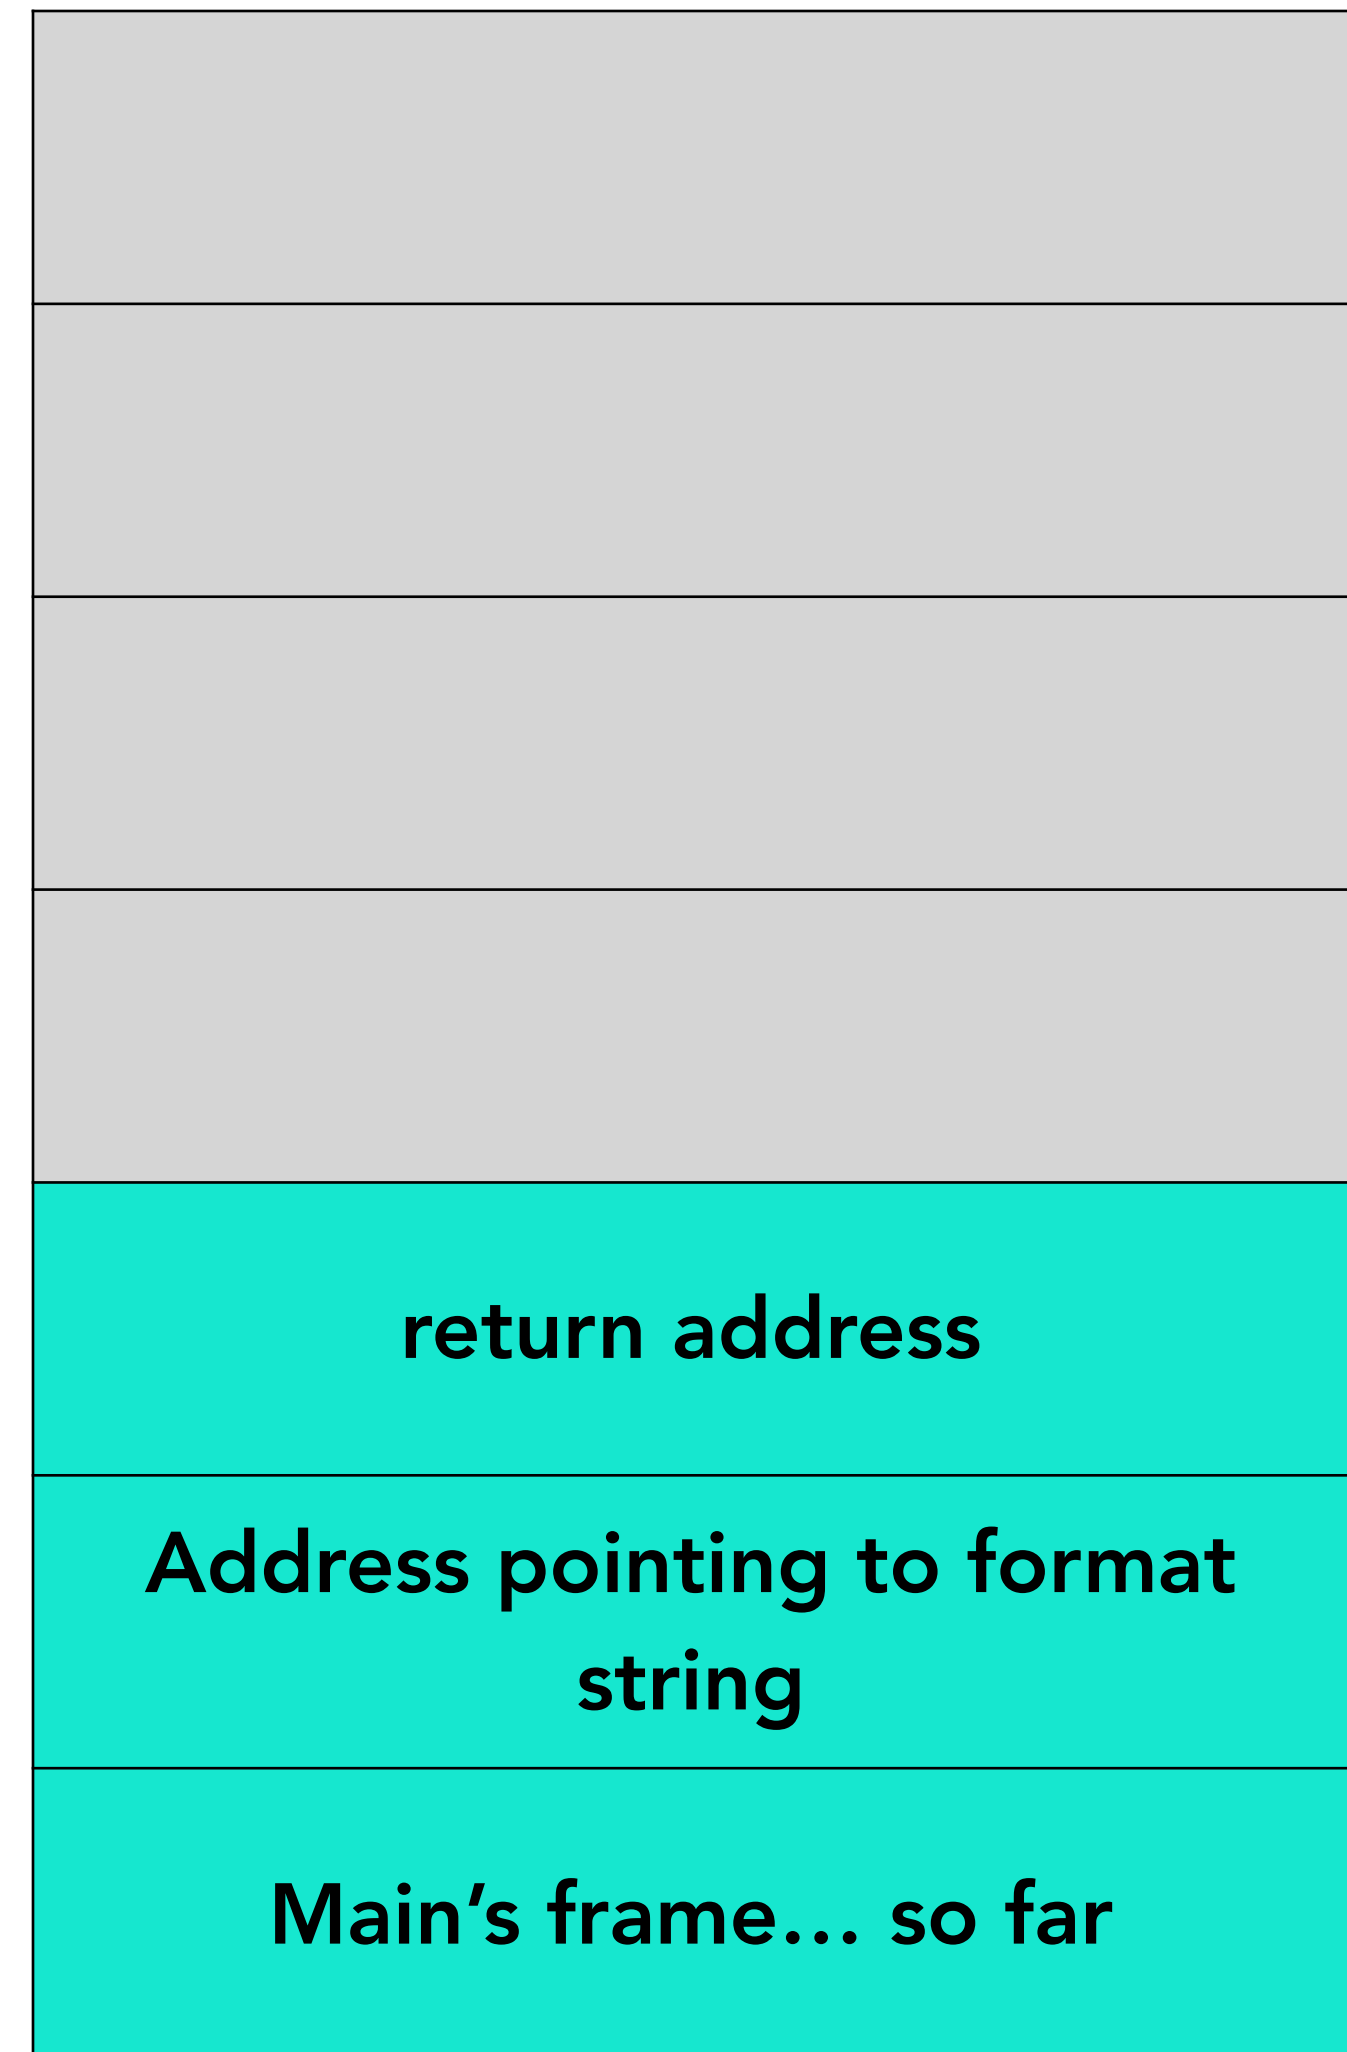 return address
Address pointing to format
string
Main’s frame... so far